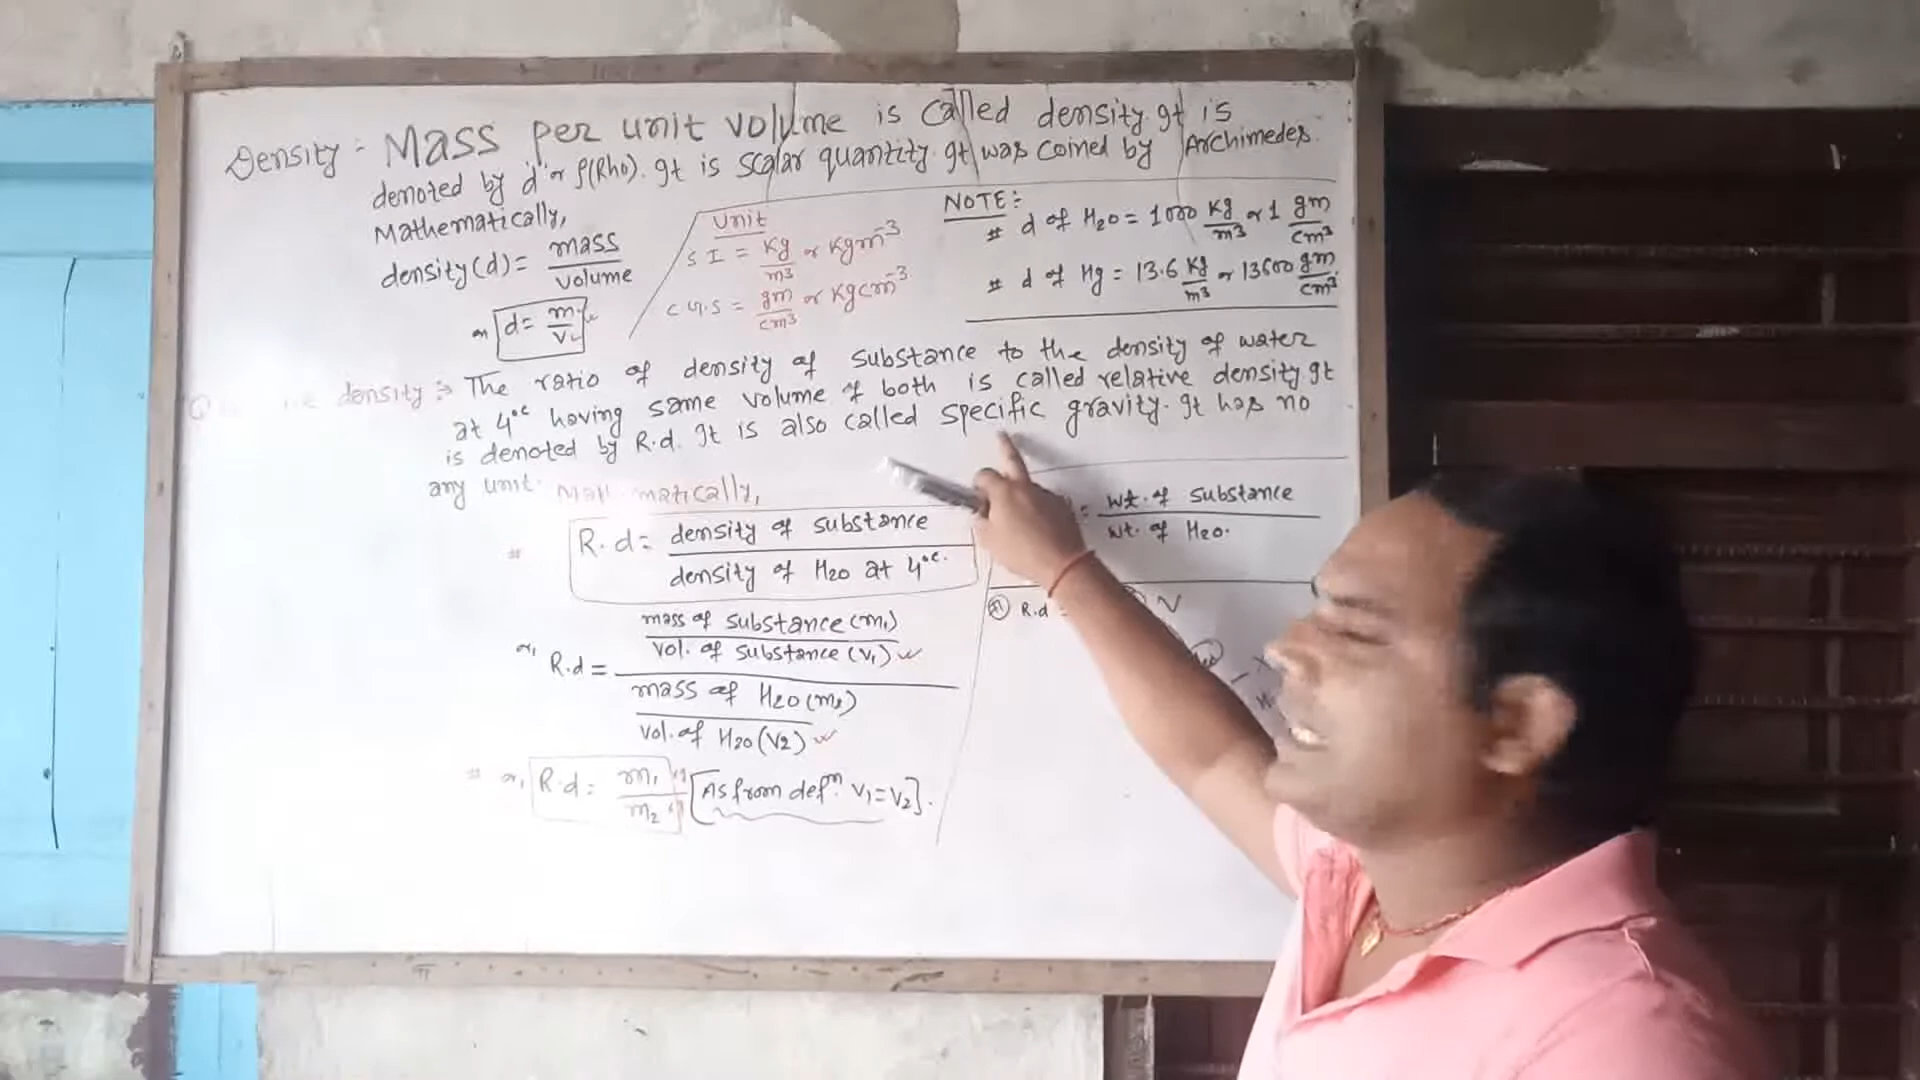 Density:- Mass per unit volume is called density. It is
denoted by 'd' or ρ(Rho). It is scalar quantity. It was coined by Archimedes.
Mathematically,
density(d) = mass / volume
or, d = m / v
Unit
SI = Kg/m³ or Kgm⁻³
C.G.S = gm/cm³ or Kgcm⁻³
NOTE:
# d of H2O = 1000 Kg/m³ or 1 gm/cm³
# d of Hg = 13.6 Kg/m³ or 13600 gm/cm³
density :- The ratio of density of substance to the density of water
at 4°C having same volume of both is called relative density. It
is denoted by R.d. It is also called specific gravity. It has no
any unit. Mathematically,
# R.d = density of substance / density of H2O at 4°C.
or, R.d = mass of substance (m₁) / vol. of substance (v₁) / mass of H2O (m₂) / vol. of H2O (V2)
# or, R.d = m₁ / m₂ [As from defⁿ. V₁=V₂].
= wt. of substance / wt. of H2O.
R.d =